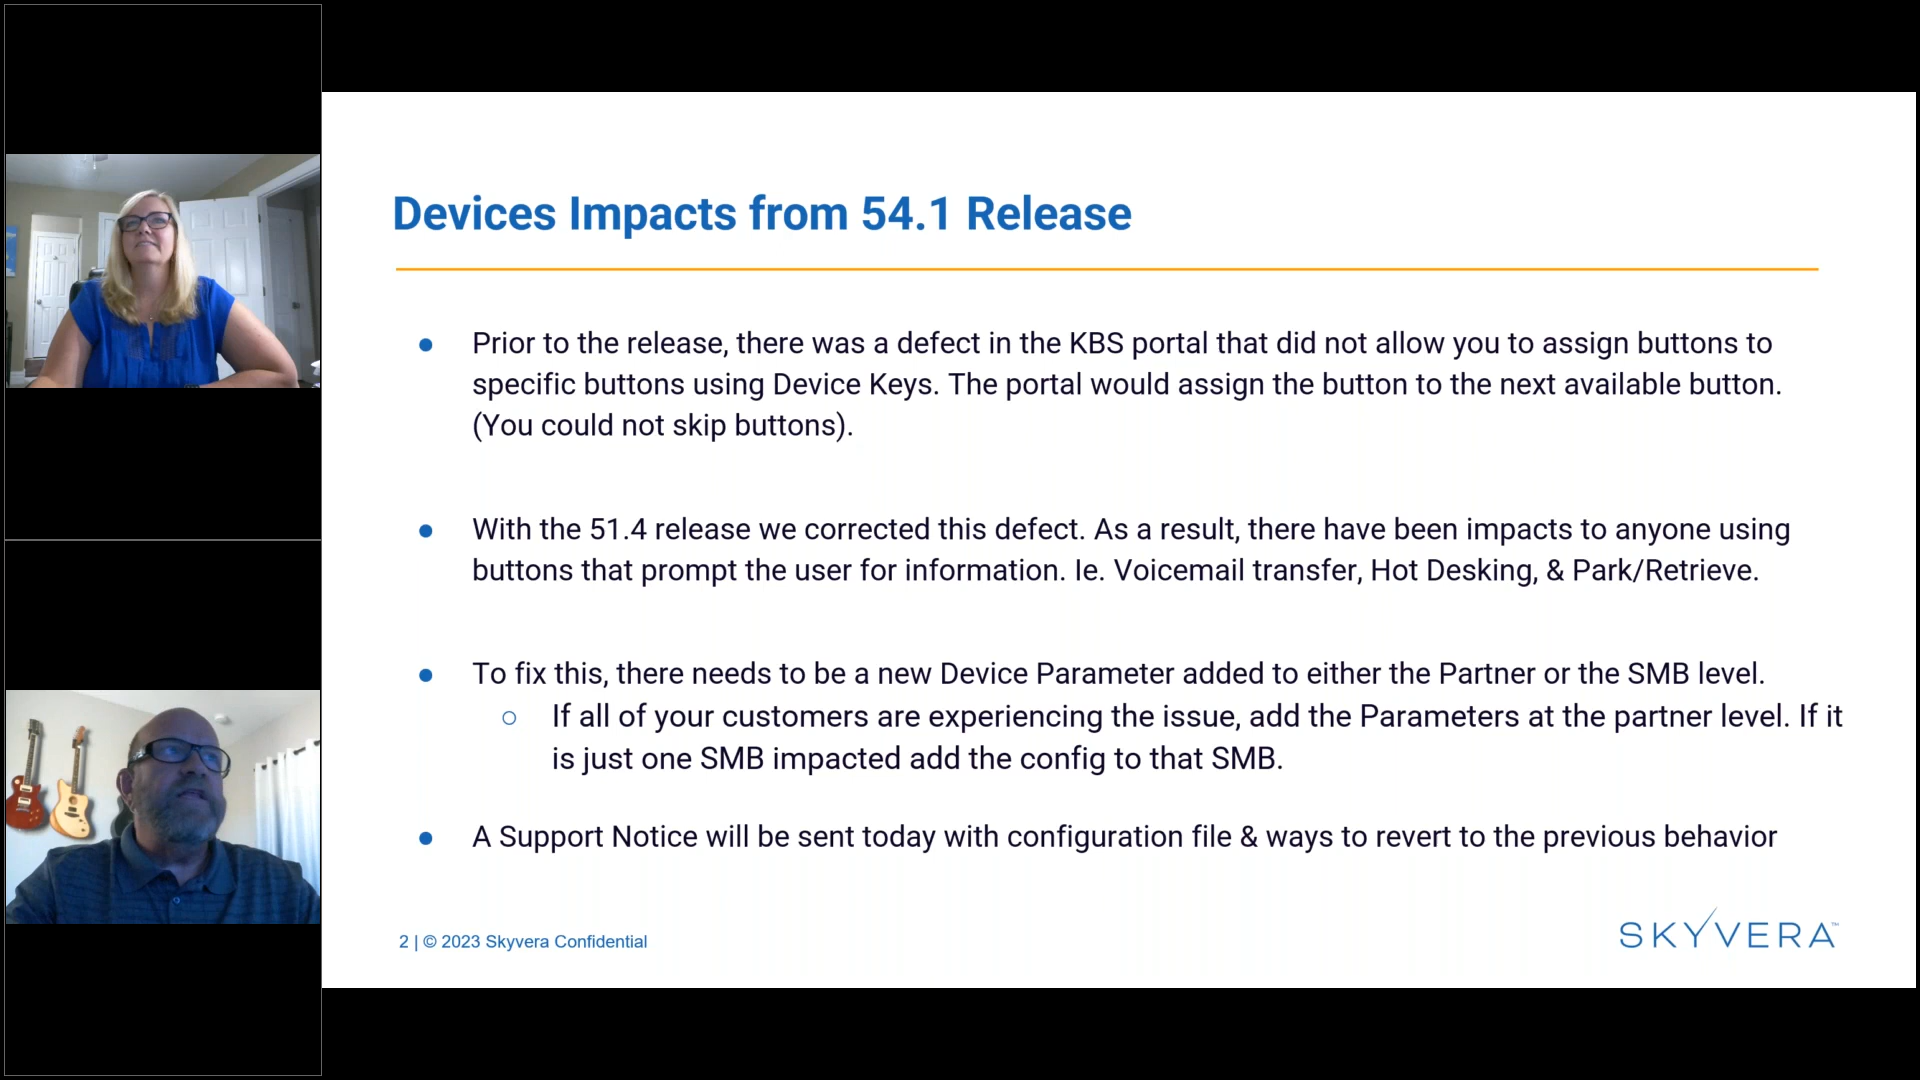 Devices Impacts from 54.1 Release
● Prior to the release, there was a defect in the KBS portal that did not allow you to assign buttons to
specific buttons using Device Keys. The portal would assign the button to the next available button.
(You could not skip buttons).
● With the 51.4 release we corrected this defect. As a result, there have been impacts to anyone using
buttons that prompt the user for information. Ie. Voicemail transfer, Hot Desking, & Park/Retrieve.
● To fix this, there needs to be a new Device Parameter added to either the Partner or the SMB level.
○ If all of your customers are experiencing the issue, add the Parameters at the partner level. If it
is just one SMB impacted add the config to that SMB.
● A Support Notice will be sent today with configuration file & ways to revert to the previous behavior
2 | © 2023 Skyvera Confidential
SKYVERA™